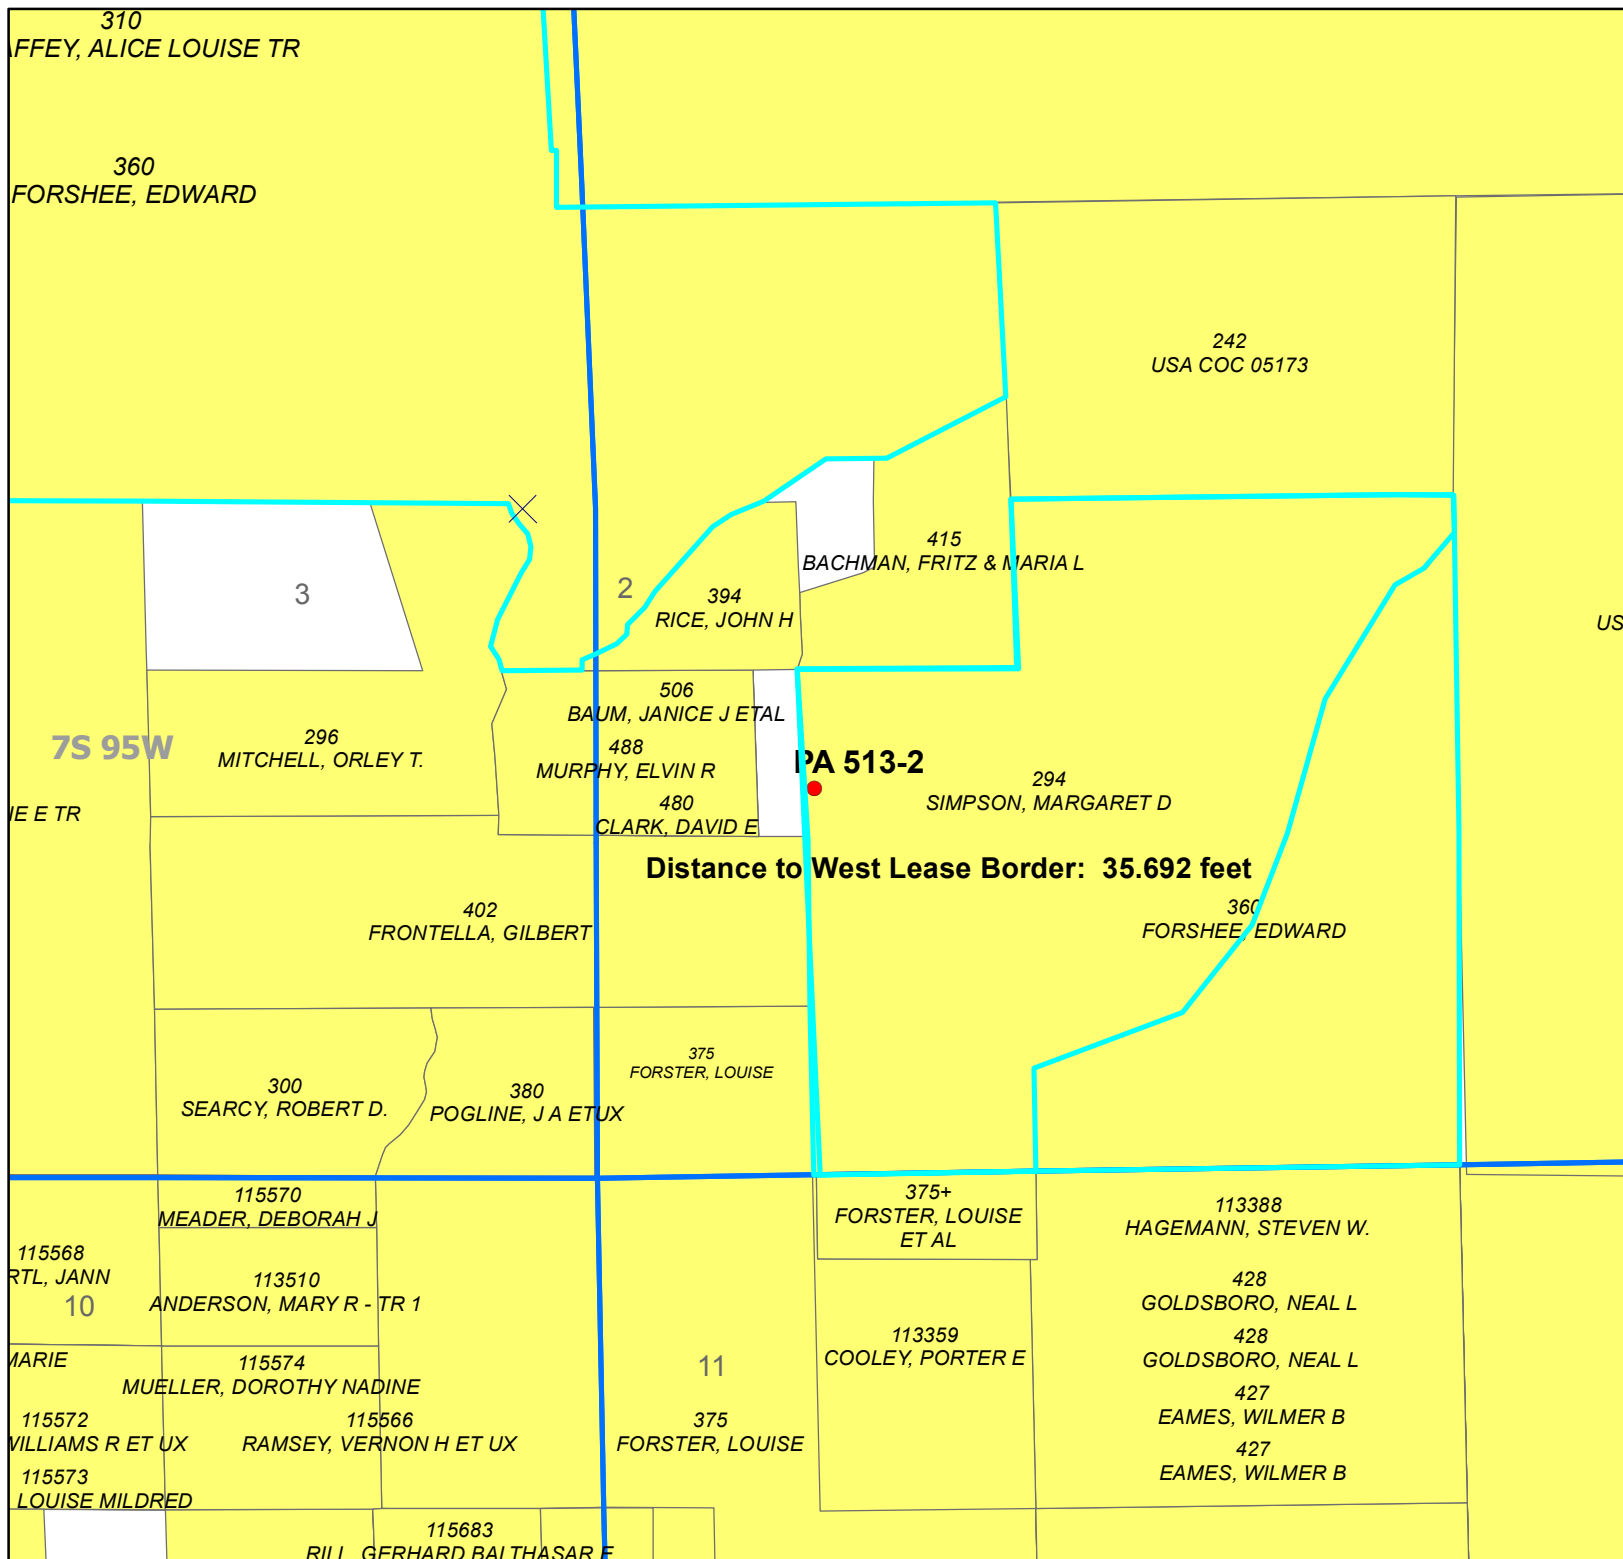 310
AFFEY, ALICE LOUISE TR
360
FORSHEE, EDWARD
242
USA COC 05173
415
BACHMAN, FRITZ & MARIA L
3
2
394
RICE, JOHN H
US
506
BAUM, JANICE J ETAL
7S 95W
296
MITCHELL, ORLEY T.
488
MURPHY, ELVIN R
PA 513-2
294
SIMPSON, MARGARET D
IE E TR
480
CLARK, DAVID E
Distance to West Lease Border: 35.692 feet
402
FRONTELLA, GILBERT
360
FORSHEE, EDWARD
375
FORSTER, LOUISE
300
SEARCY, ROBERT D.
380
POGLINE, J A ETUX
115570
MEADER, DEBORAH J
375+
FORSTER, LOUISE
ET AL
113388
HAGEMANN, STEVEN W.
115568
RTL, JANN
10
113510
ANDERSON, MARY R - TR 1
428
GOLDSBORO, NEAL L
113359
COOLEY, PORTER E
428
GOLDSBORO, NEAL L
MARIE
115574
MUELLER, DOROTHY NADINE
11
427
EAMES, WILMER B
115572
WILLIAMS R ET UX
115566
RAMSEY, VERNON H ET UX
375
FORSTER, LOUISE
427
EAMES, WILMER B
115573
LOUISE MILDRED
115683
RILL, GERHARD BALTHASAR F